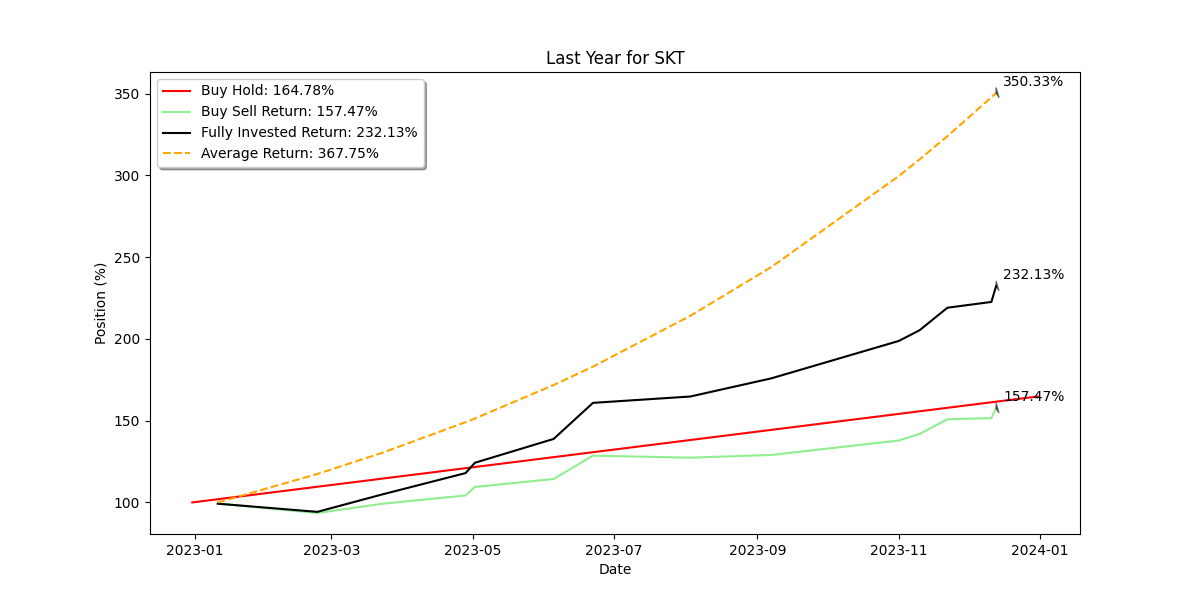 Last Year for SKT
Buy Hold: 164.78%
Buy Sell Return: 157.47%
Fully Invested Return: 232.13%
Average Return: 367.75%
350.33%
232.13%
157.47%
Position (%)
350
300
250
200
150
100
2023-01
2023-03
2023-05
2023-07
2023-09
2023-11
2024-01
Date